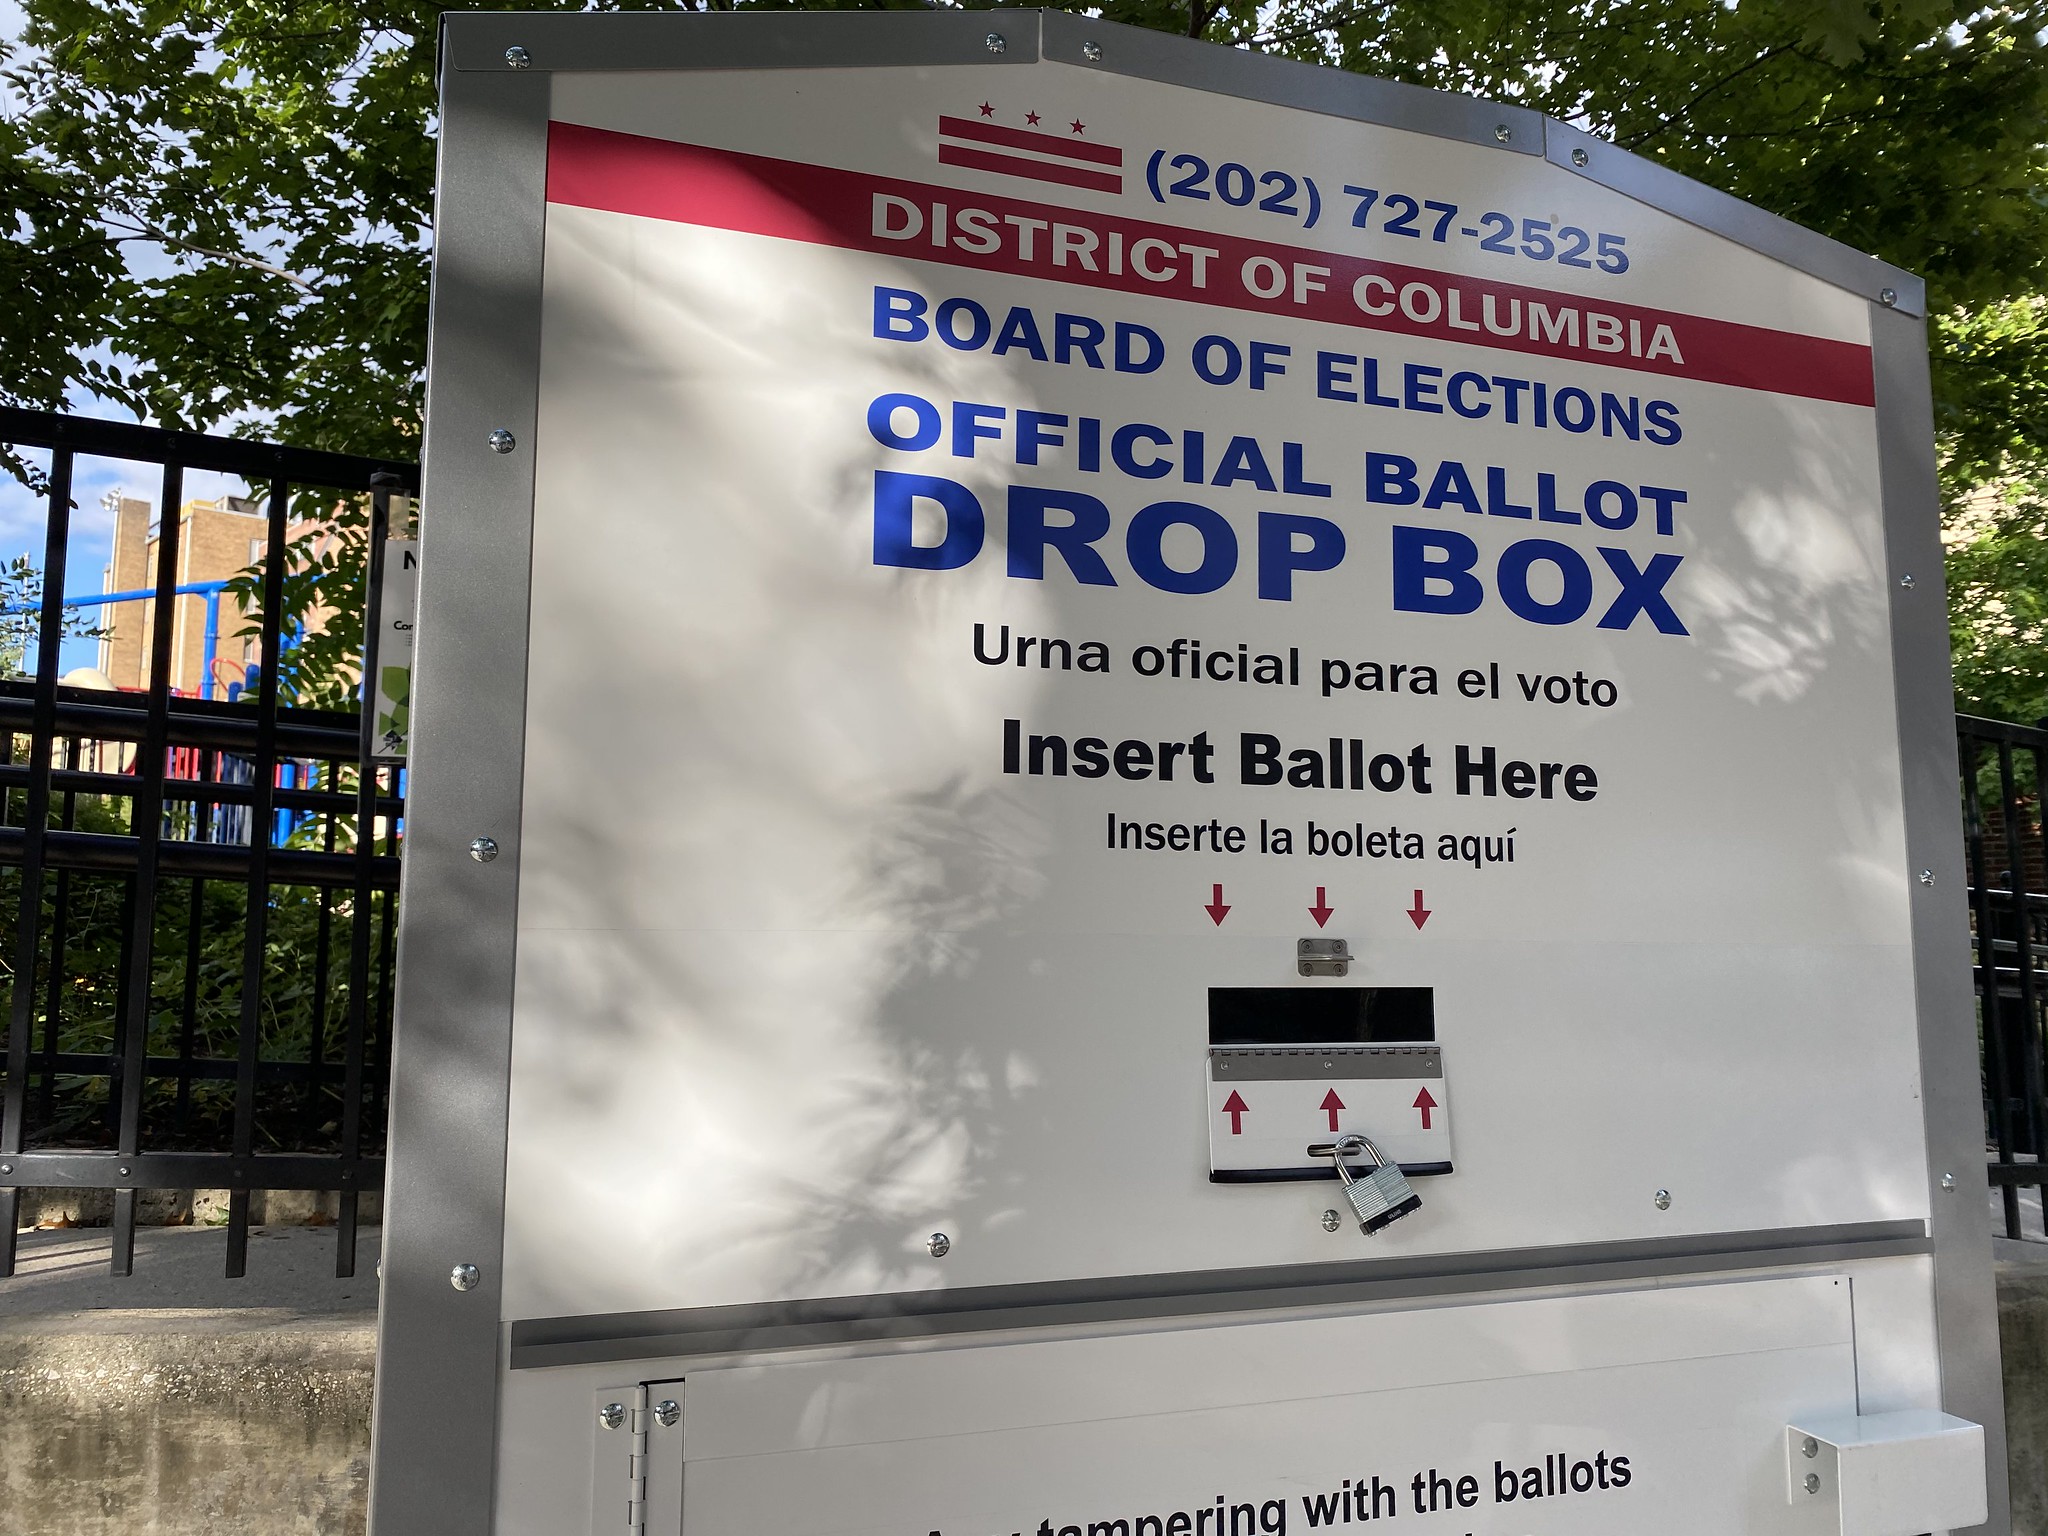 (202) 727-2525
DISTRICT OF COLUMBIA
BOARD OF ELECTIONS
OFFICIAL BALLOT
DROP BOX
Urna oficial para el voto
Insert Ballot Here
Inserte la boleta aquí
tampering with the ballots